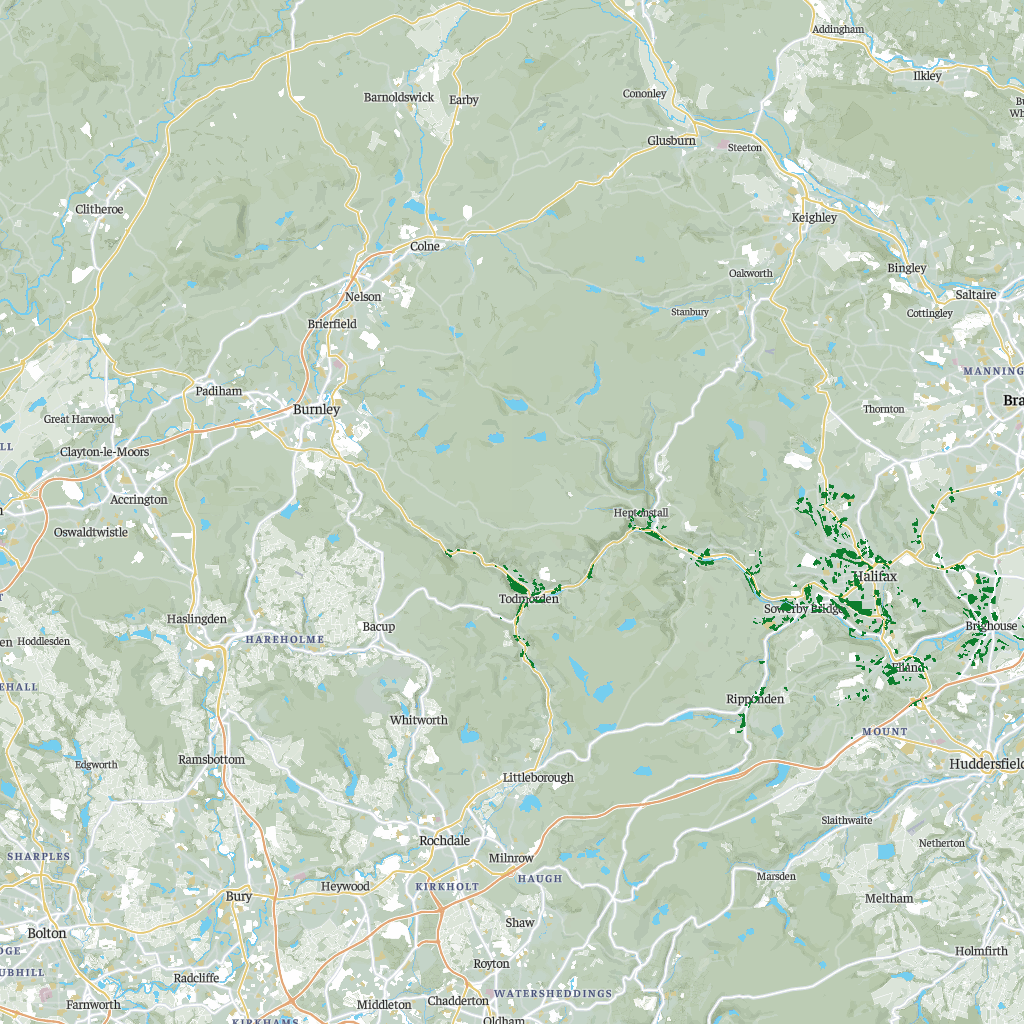 Addingham
Ilkley
Cononley
Barnoldswick
Earby
Glusburn
Steeton
Clitheroe
Keighley
Colne
Bingley
Oakworth
Nelson
Saltaire
Stanbury
Cottingley
Brierfield
MANNING
Padiham
Bra
Burnley
Thornton
Great Harwood
Clayton-le-Moors
Accrington
Heptonstall
Oswaldtwistle
Halifax
Todmorden
Sowerby Bridge
Haslingden
Bacup
Brighouse
Hoddlesden
HAREHOLME
Elland
EHALL
Ripponden
Whitworth
MOUNT
Ramsbottom
Edgworth
Huddersfield
Littleborough
Slaithwaite
Rochdale
Netherton
SHARPLES
Milnrow
Marsden
HAUGH
Heywood
KIRKHOLT
Bury
Meltham
Shaw
Bolton
Holmfirth
Royton
UBHILL
Radcliffe
WATERSHEDDINGS
Farnworth
Middleton
Chadderton
Oldham
KIRKHAMS